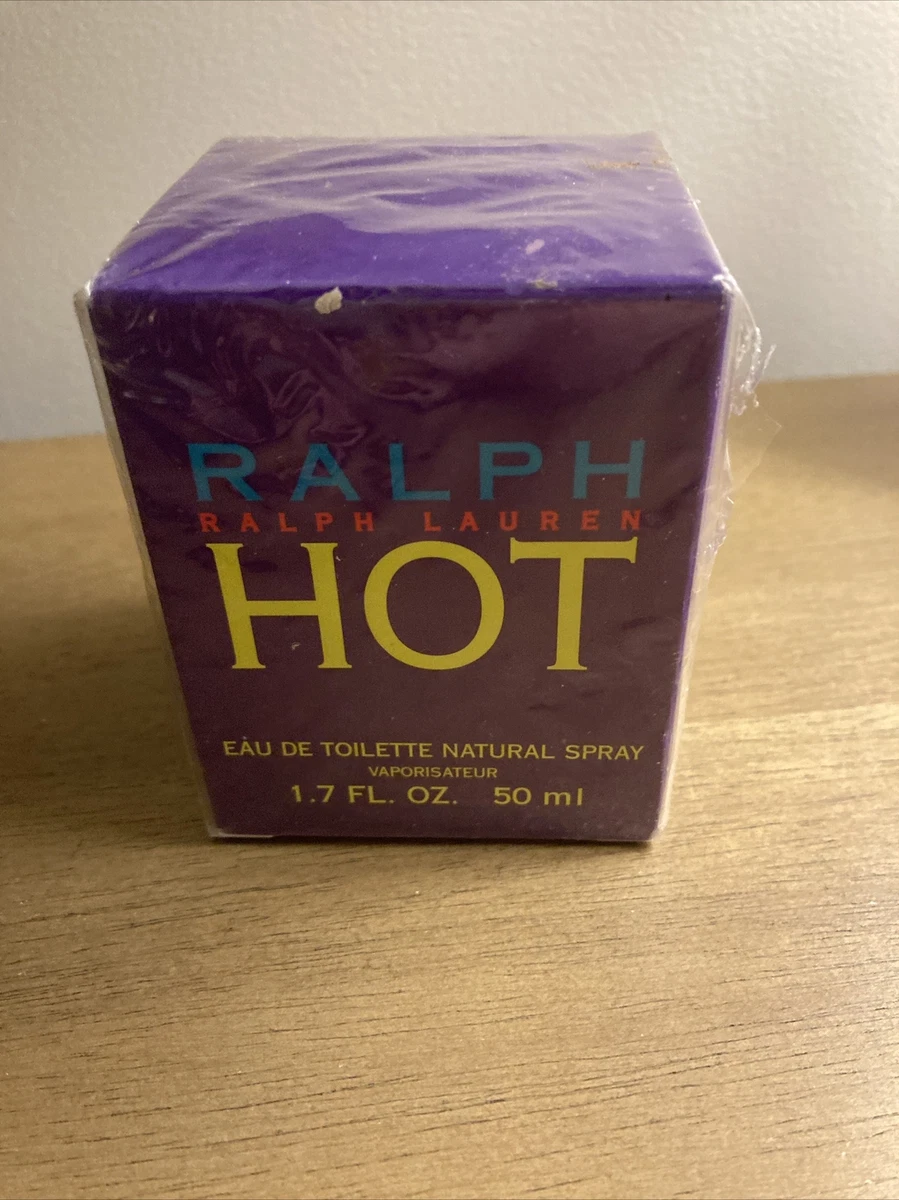 RALPH
RALPH LAUREN
HOT
EAU DE TOILETTE NATURAL SPRAY
VAPORISATEUR
1.7 FL. OZ. 50 ml